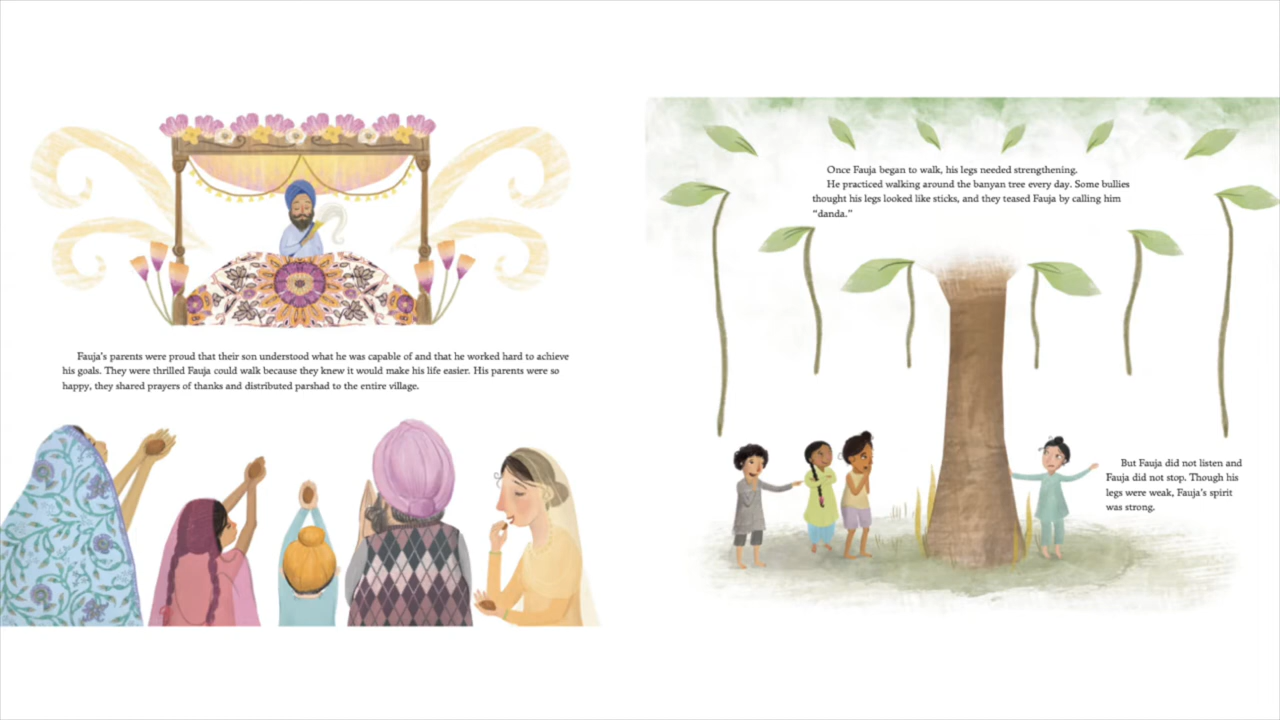 Fauja's parents were proud that their son understood what he was capable of and that he worked hard to achieve
his goals. They were thrilled Fauja could walk because they knew it would make his life easier. His parents were so
happy, they shared prayers of thanks and distributed parshad to the entire village.
Once Fauja began to walk, his legs needed strengthening.
He practiced walking around the banyan tree every day. Some bullies
thought his legs looked like sticks, and they teased Fauja by calling him
“danda.”
But Fauja did not listen and
Fauja did not stop. Though his
legs were weak, Fauja's spirit
was strong.